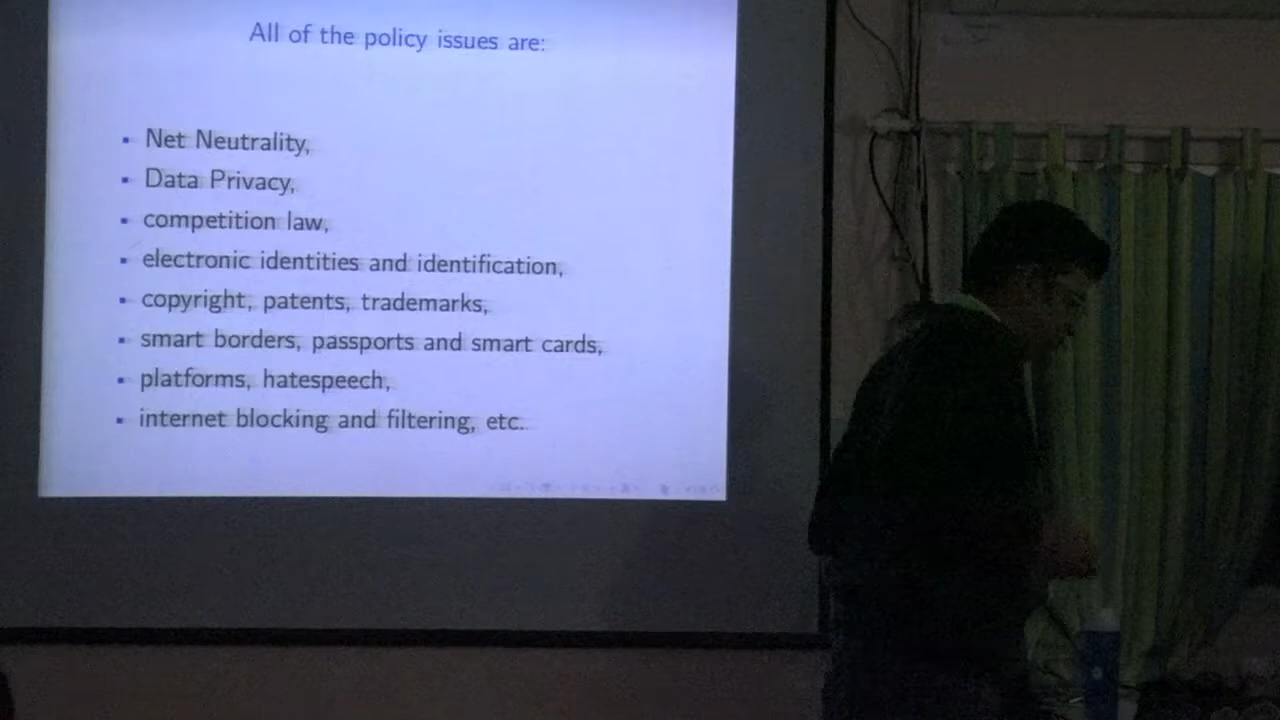 All of the policy issues are:
Net Neutrality,
Data Privacy,
competition law,
electronic identities and identification,
copyright, patents, trademarks,
smart borders, passports and smart cards,
platforms, hatespeech,
internet blocking and filtering, etc.